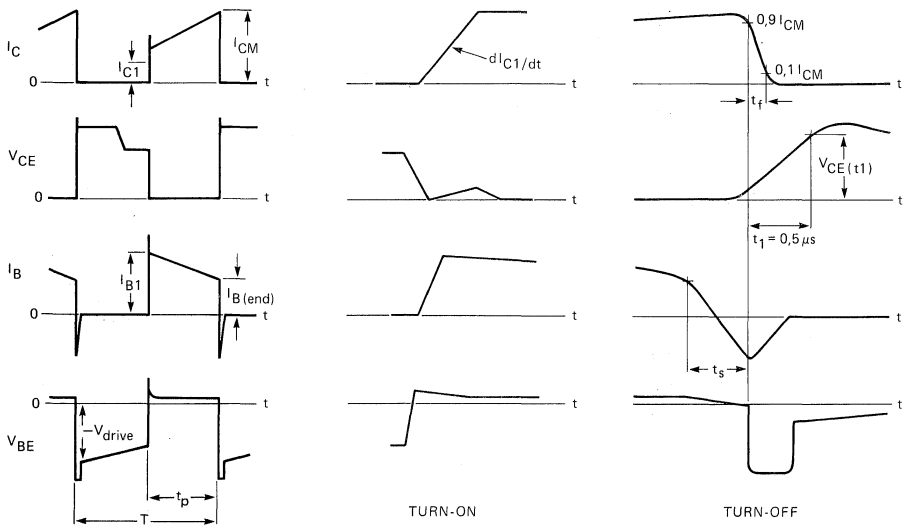 I_C
I_C1
I_CM
0
t
dI_C1/dt
t
0,9 I_CM
0,1 I_CM
t_f
t
V_CE
0
t
t
V_CE(t1)
t
t_1 = 0,5 μs
I_B
I_B1
I_B(end)
0
t
t
t_s
t
V_BE
0
–V_drive
t
t
t
t_p
T
TURN-ON
TURN-OFF